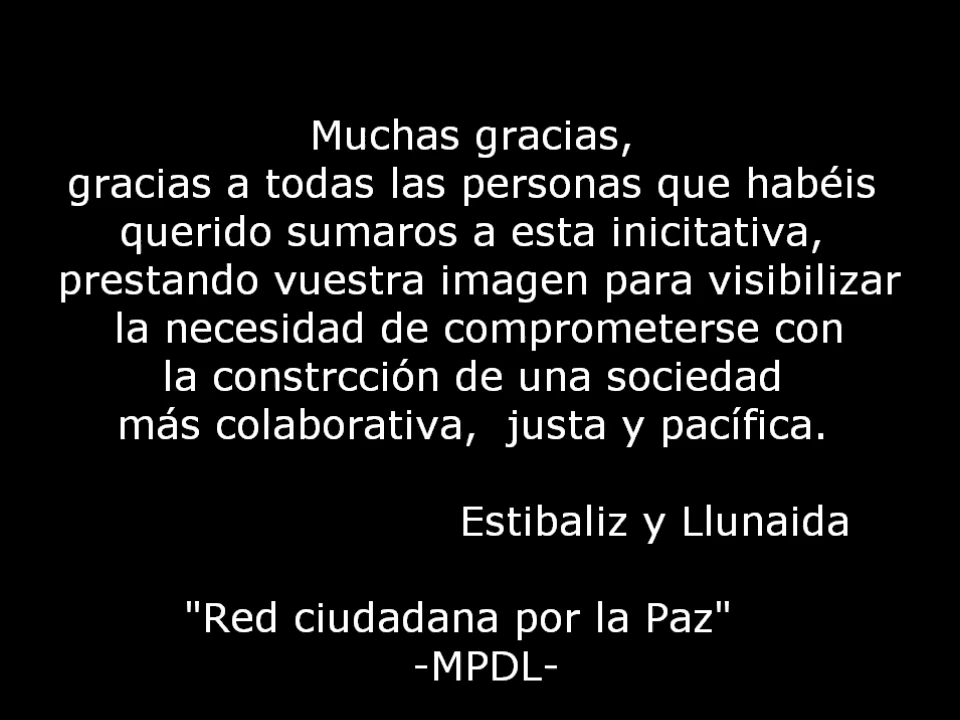 Muchas gracias,
gracias a todas las personas que habéis
querido sumaros a esta inicitativa,
prestando vuestra imagen para visibilizar
la necesidad de comprometerse con
la constrcción de una sociedad
más colaborativa, justa y pacífica.
Estibaliz y Llunaida
"Red ciudadana por la Paz"
-MPDL-